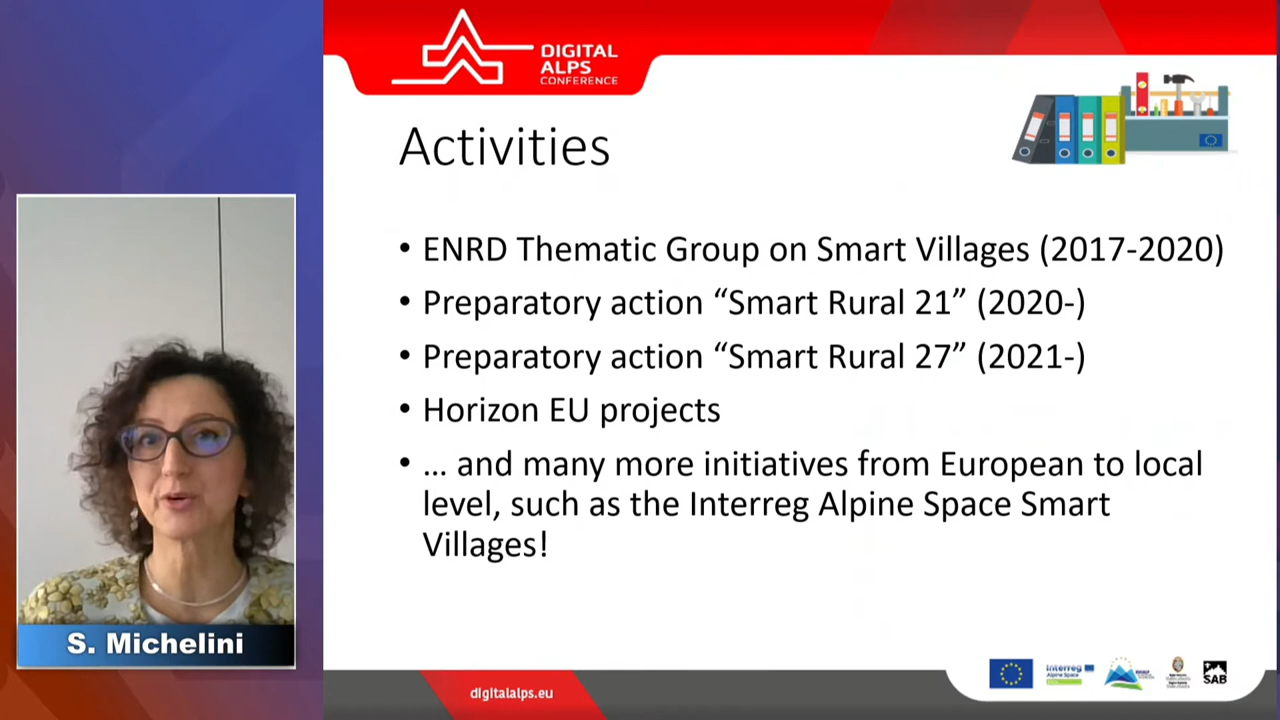 DIGITAL
ALPS
CONFERENCE
Activities
• ENRD Thematic Group on Smart Villages (2017-2020)
• Preparatory action “Smart Rural 21” (2020-)
• Preparatory action “Smart Rural 27” (2021-)
• Horizon EU projects
• ... and many more initiatives from European to local
level, such as the Interreg Alpine Space Smart
Villages!
S. Michelini
digitalalps.eu
Interreg
Alpine Space
SAB